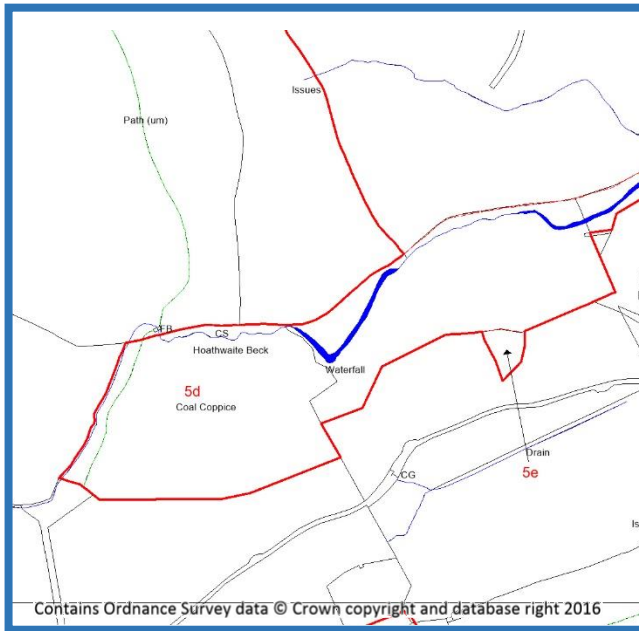 Issues
Path (um)
FB
CS
Hoathwaite Beck
Waterfall
5d
Coal Coppice
Drain
CG
5e
Is
Contains Ordnance Survey data © Crown copyright and database right 2016